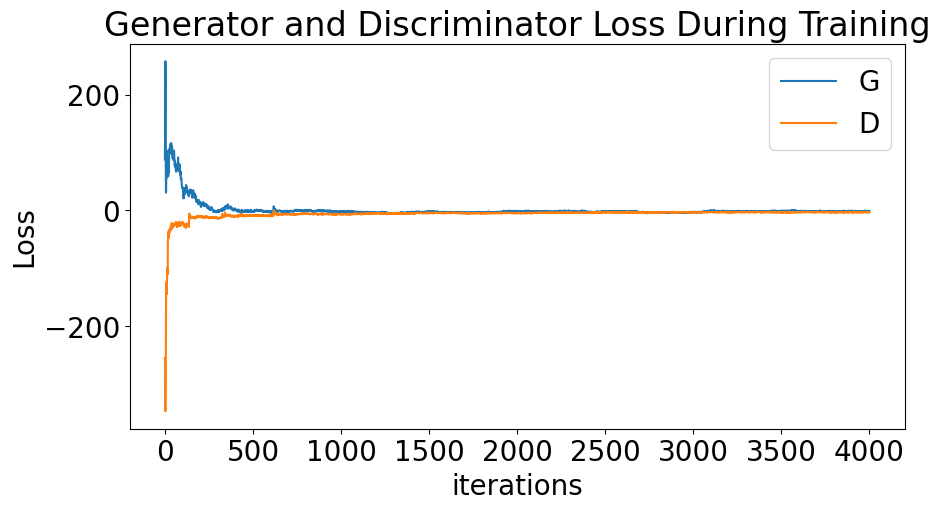 Generator and Discriminator Loss During Training
G
D
Loss
200
0
−200
0 500 1000 1500 2000 2500 3000 3500 4000
iterations